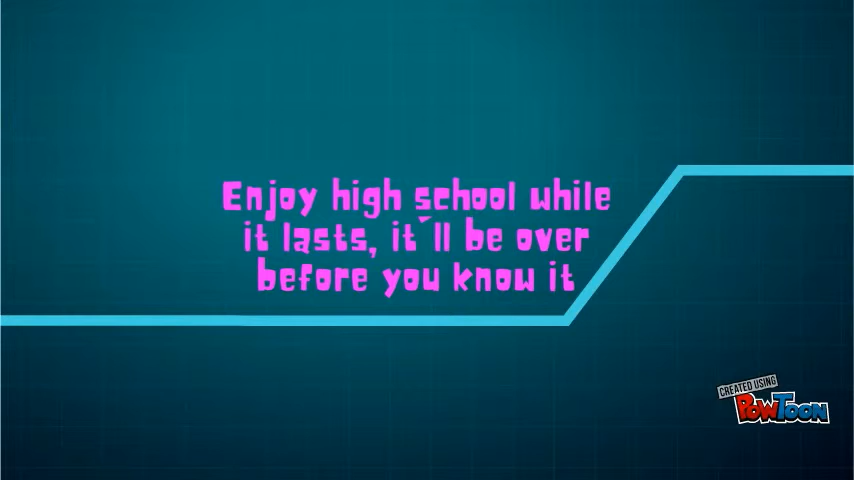 Enjoy high school while
it lasts, it´ll be over
before you know it
CREATED USING
PowToon